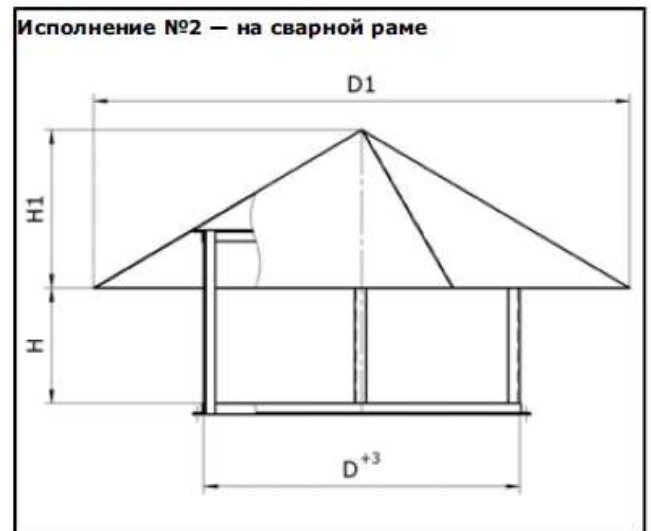 Исполнение №2 — на сварной раме
D1
H1
H
D+3